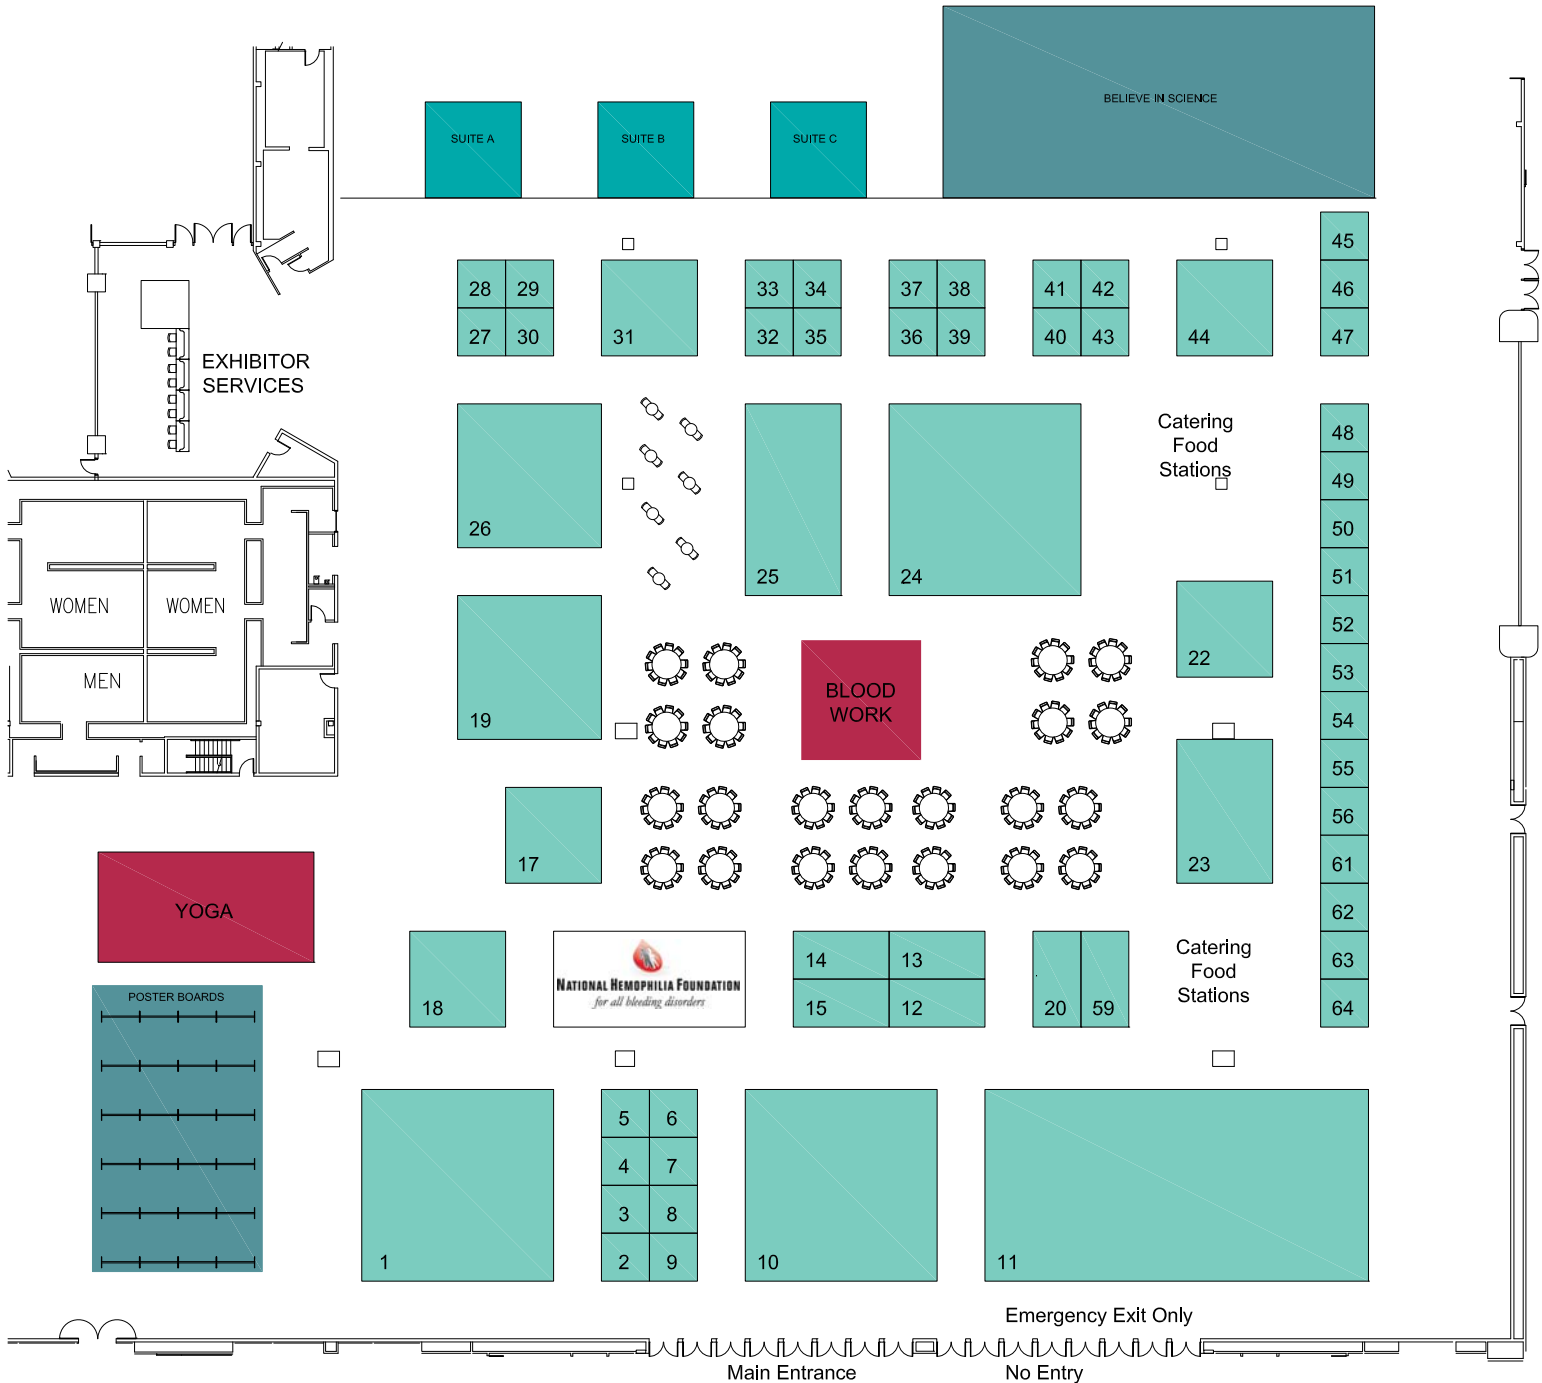 BELIEVE IN SCIENCE
SUITE A
SUITE B
SUITE C
45
28
29
33
34
37
38
41
42
46
27
30
31
32
35
36
39
40
43
44
47
EXHIBITOR
SERVICES
Catering
Food
Stations
48
49
26
50
25
24
51
WOMEN
WOMEN
52
22
53
MEN
BLOOD
WORK
19
54
55
56
17
23
61
YOGA
62
14
13
Catering
Food
Stations
63
NATIONAL HEMOPHILIA FOUNDATION
for all bleeding disorders
POSTER BOARDS
18
15
12
20
59
64
5
6
4
7
3
8
1
2
9
10
11
Emergency Exit Only
Main Entrance
No Entry